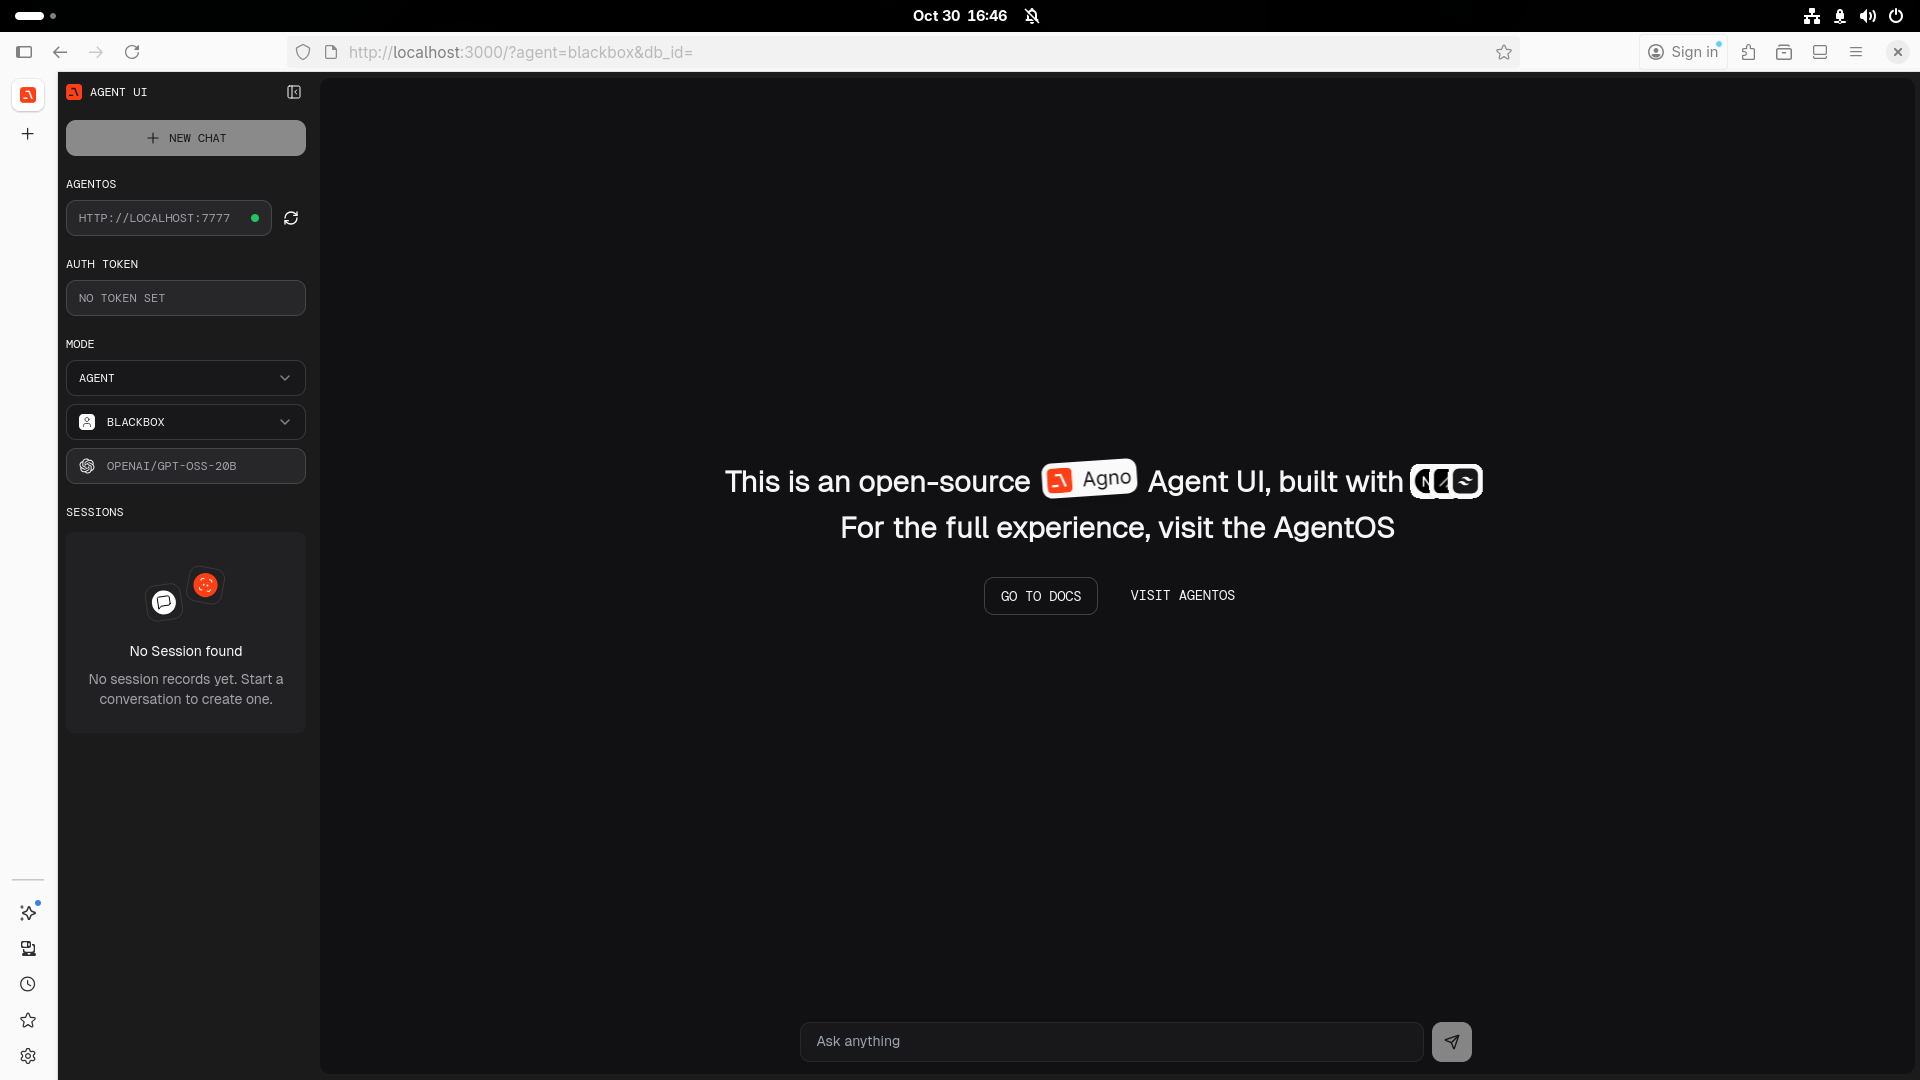 Oct 30 16:46
http://localhost:3000/?agent=blackbox&db_id=
Sign in
AGENT UI
NEW CHAT
AGENTOS
HTTP://LOCALHOST:7777
AUTH TOKEN
NO TOKEN SET
MODE
AGENT
BLACKBOX
OPENAI/GPT-OSS-20B
SESSIONS
No Session found
No session records yet. Start a
conversation to create one.
This is an open-source Agno Agent UI, built with
For the full experience, visit the AgentOS
GO TO DOCS
VISIT AGENTOS
Ask anything